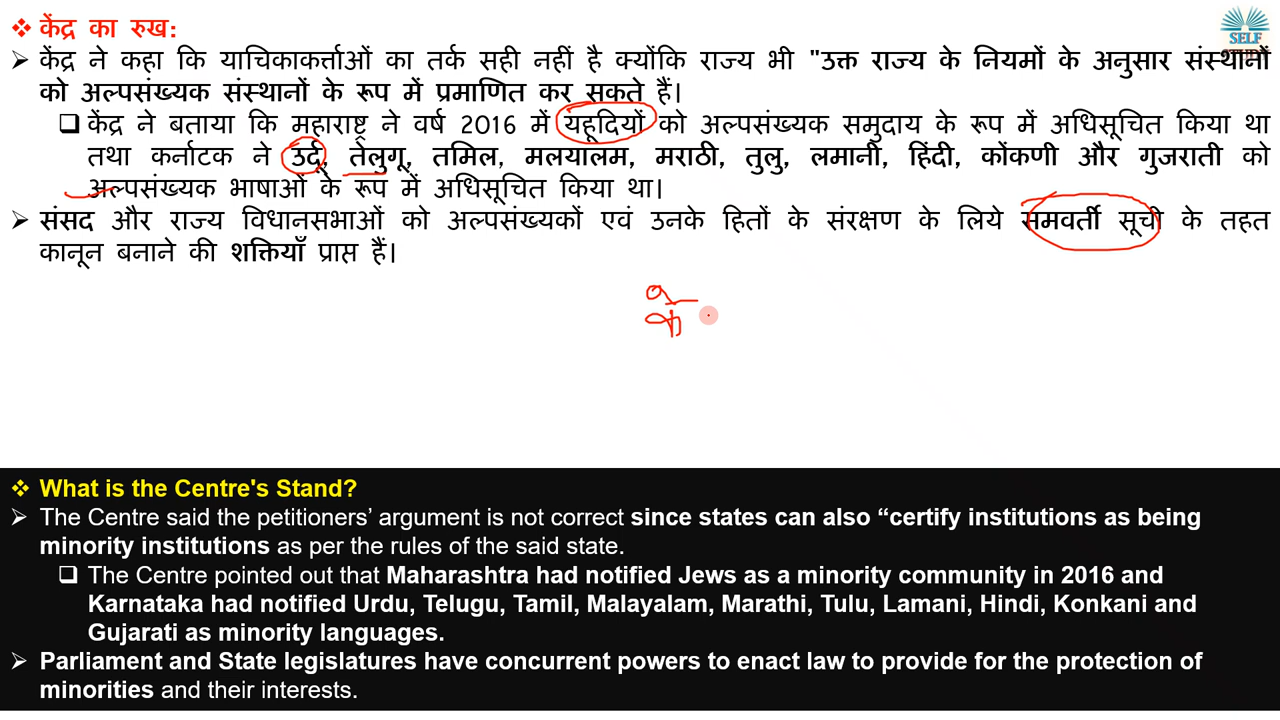 ❖ केंद्र का रुख:
➢ केंद्र ने कहा कि याचिकाकर्त्ताओं का तर्क सही नहीं है क्योंकि राज्य भी "उक्त राज्य के नियमों के अनुसार संस्थानों
को अल्पसंख्यक संस्थानों के रूप में प्रमाणित कर सकते हैं।
❑ केंद्र ने बताया कि महाराष्ट्र ने वर्ष 2016 में यहूदियों को अल्पसंख्यक समुदाय के रूप में अधिसूचित किया था
तथा कर्नाटक ने उर्दू, तेलुगू, तमिल, मलयालम, मराठी, तुलु, लमानी, हिंदी, कोंकणी और गुजराती को
अल्पसंख्यक भाषाओं के रूप में अधिसूचित किया था।
➢ संसद और राज्य विधानसभाओं को अल्पसंख्यकों एवं उनके हितों के संरक्षण के लिये समवर्ती सूची के तहत
कानून बनाने की शक्तियाँ प्राप्त हैं।
SELF
❖ What is the Centre's Stand?
➢ The Centre said the petitioners’ argument is not correct since states can also “certify institutions as being
minority institutions as per the rules of the said state.
❑ The Centre pointed out that Maharashtra had notified Jews as a minority community in 2016 and
Karnataka had notified Urdu, Telugu, Tamil, Malayalam, Marathi, Tulu, Lamani, Hindi, Konkani and
Gujarati as minority languages.
➢ Parliament and State legislatures have concurrent powers to enact law to provide for the protection of
minorities and their interests.